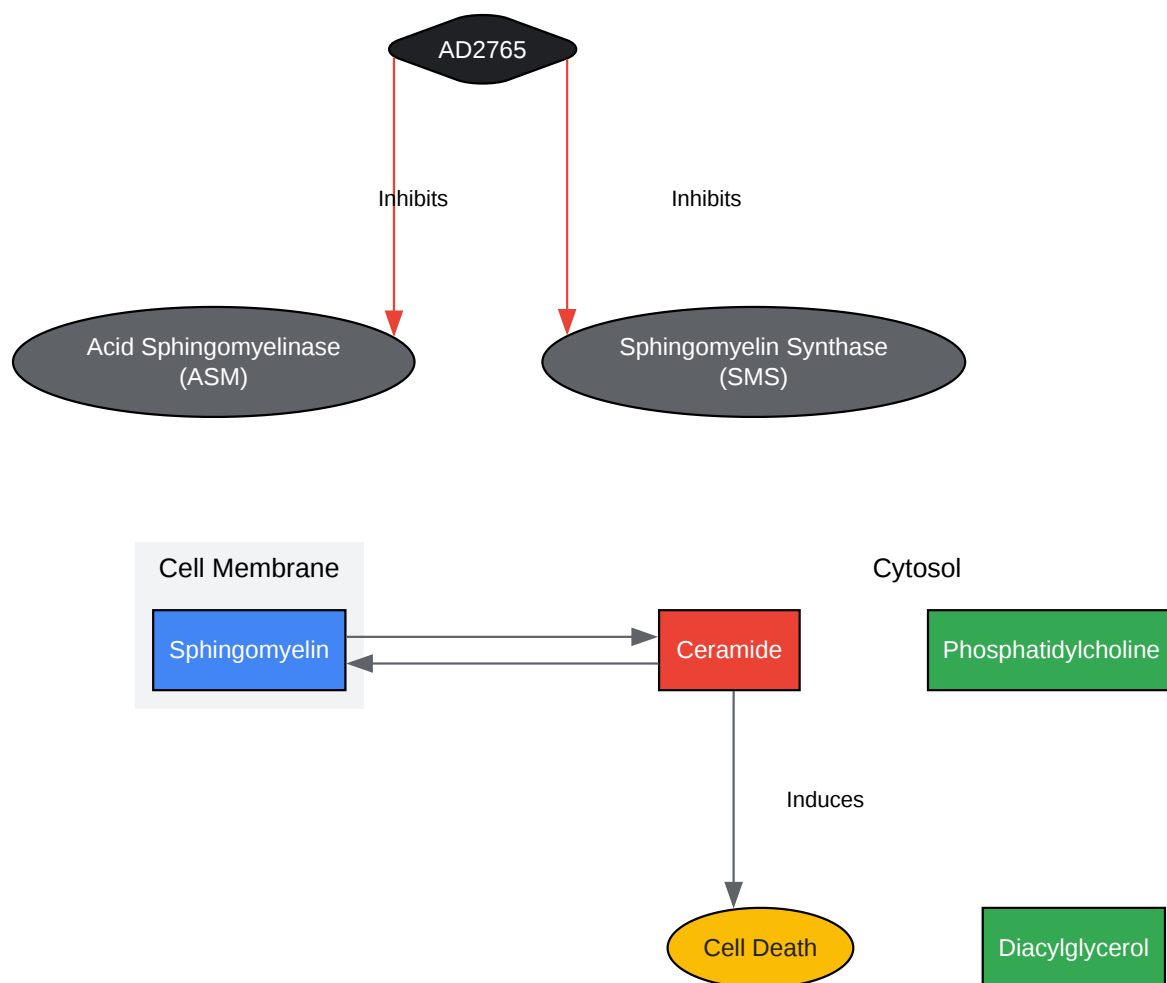 AD2765
Inhibits
Inhibits
Acid Sphingomyelinase
(ASM)
Sphingomyelin Synthase
(SMS)
Cell Membrane
Cytosol
Sphingomyelin
Ceramide
Phosphatidylcholine
Induces
Cell Death
Diacylglycerol